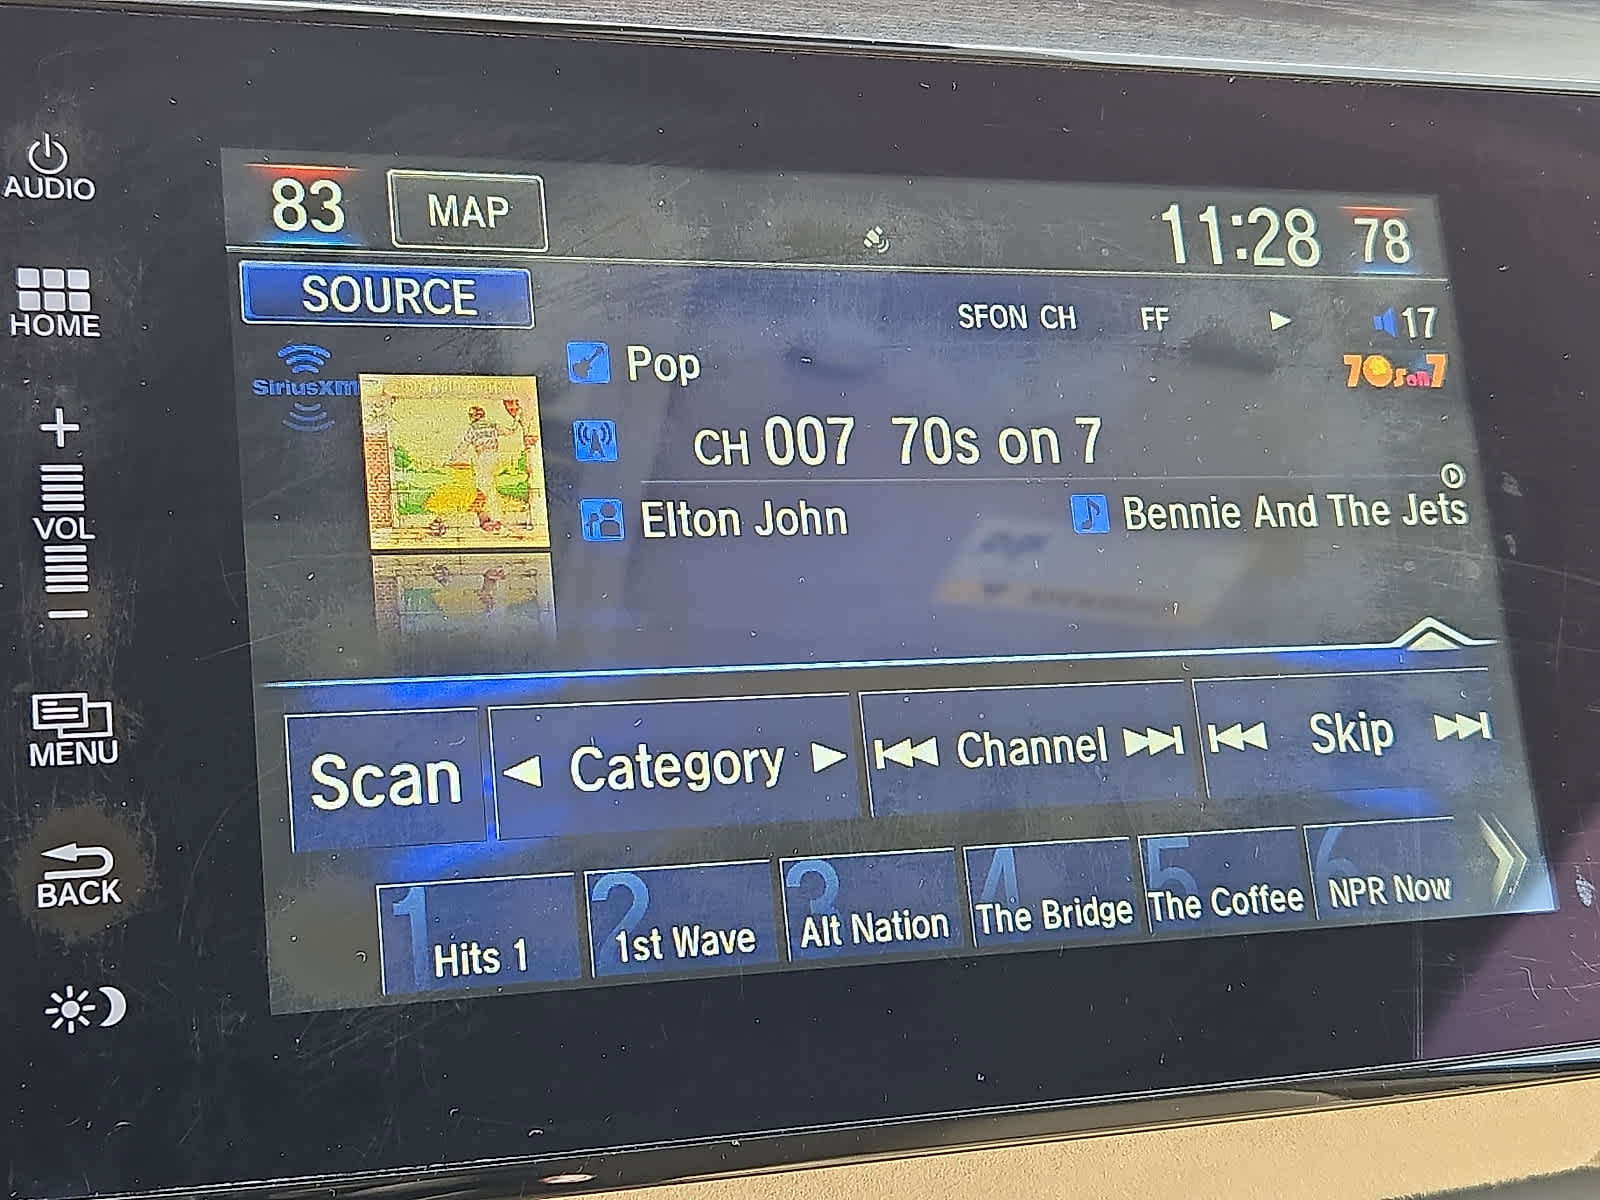 AUDIO
HOME
+
VOL
−
MENU
BACK
83 MAP 11:28 78
SOURCE
SFON CH FF 17
SiriusXM
Pop
70s on 7
CH 007 70s on 7
Elton John Bennie And The Jets
Scan Category Channel Skip
1 Hits 1
2 1st Wave
3 Alt Nation
4 The Bridge
5 The Coffee
6 NPR Now